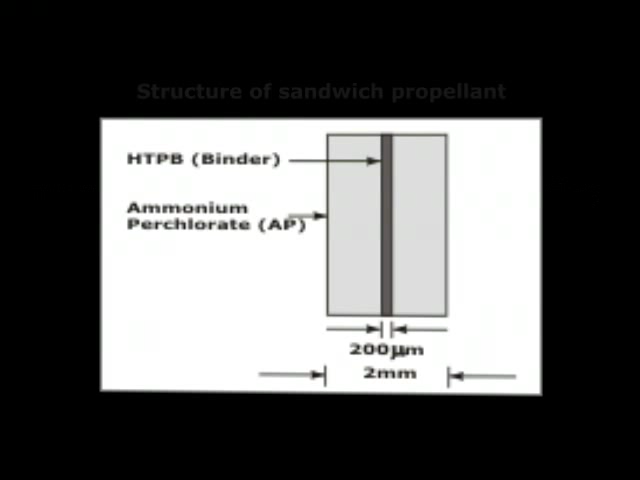 Structure of sandwich propellant
HTPB (Binder)
Ammonium
Perchlorate (AP)
200µm
2mm